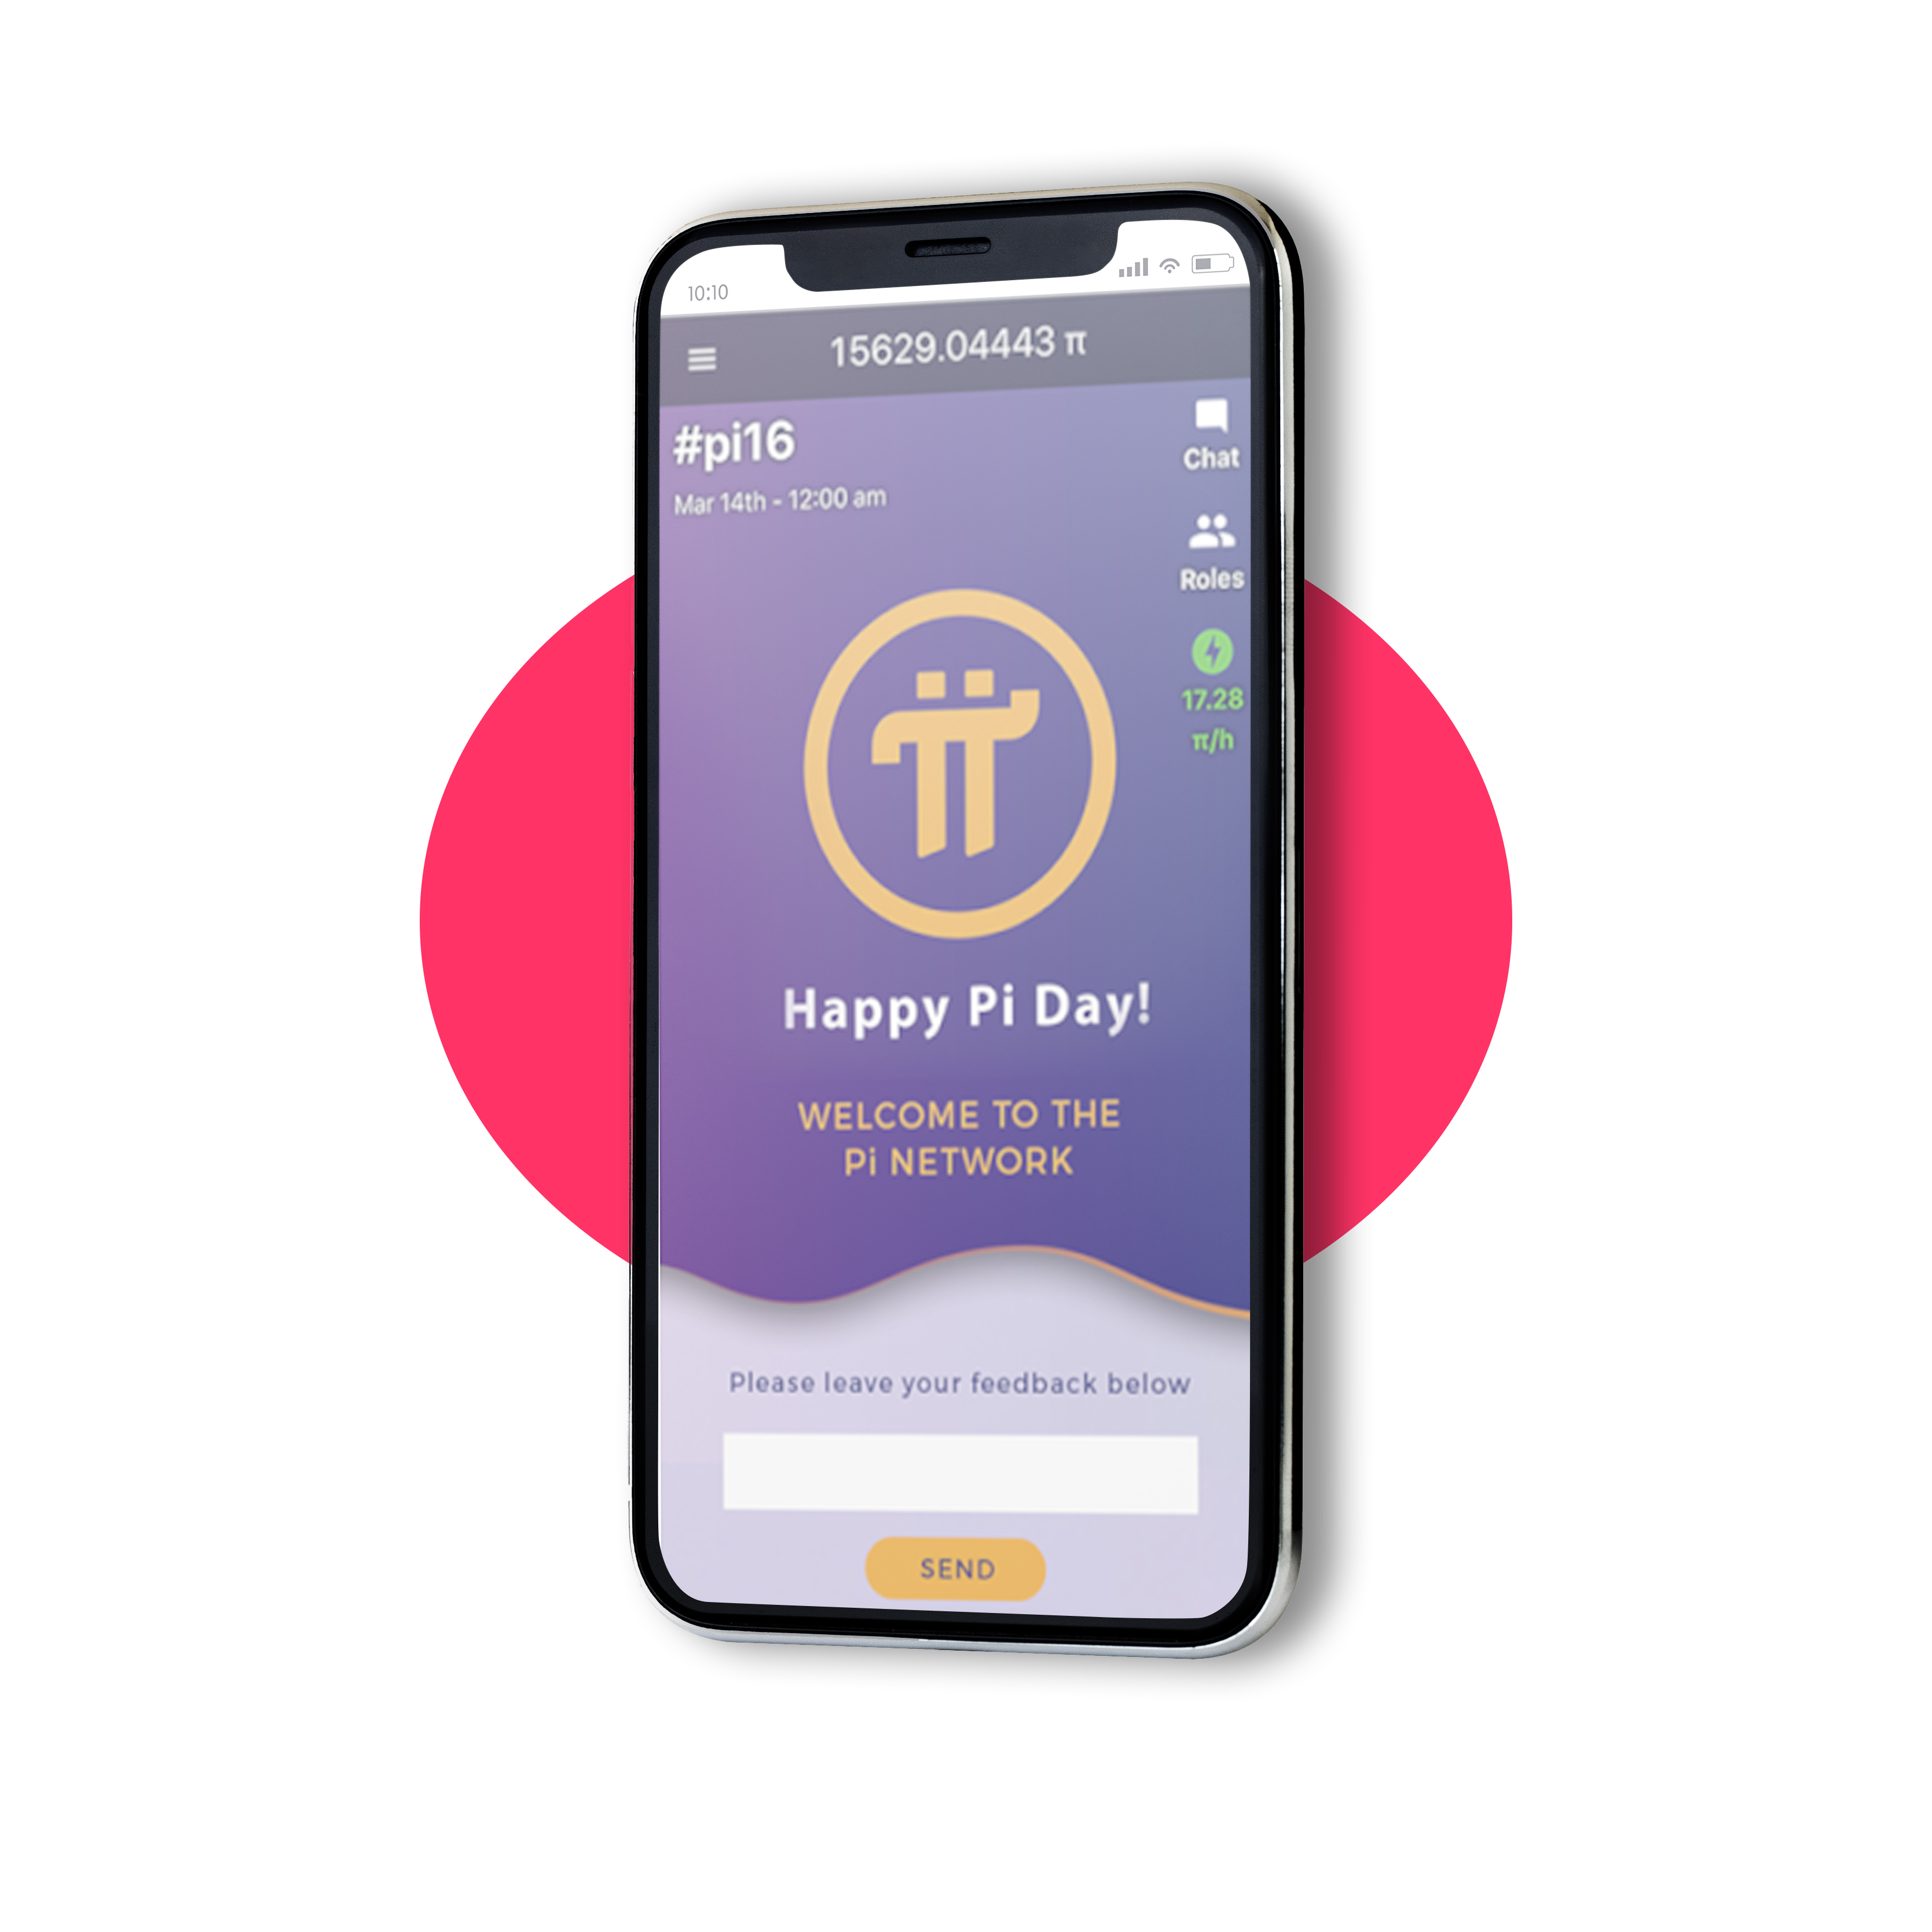 10:10
15629.04443 π
#pi16
Mar 14th - 12:00 am
Chat
Roles
17.28
π/h
Happy Pi Day!
WELCOME TO THE
Pi NETWORK
Please leave your feedback below
SEND